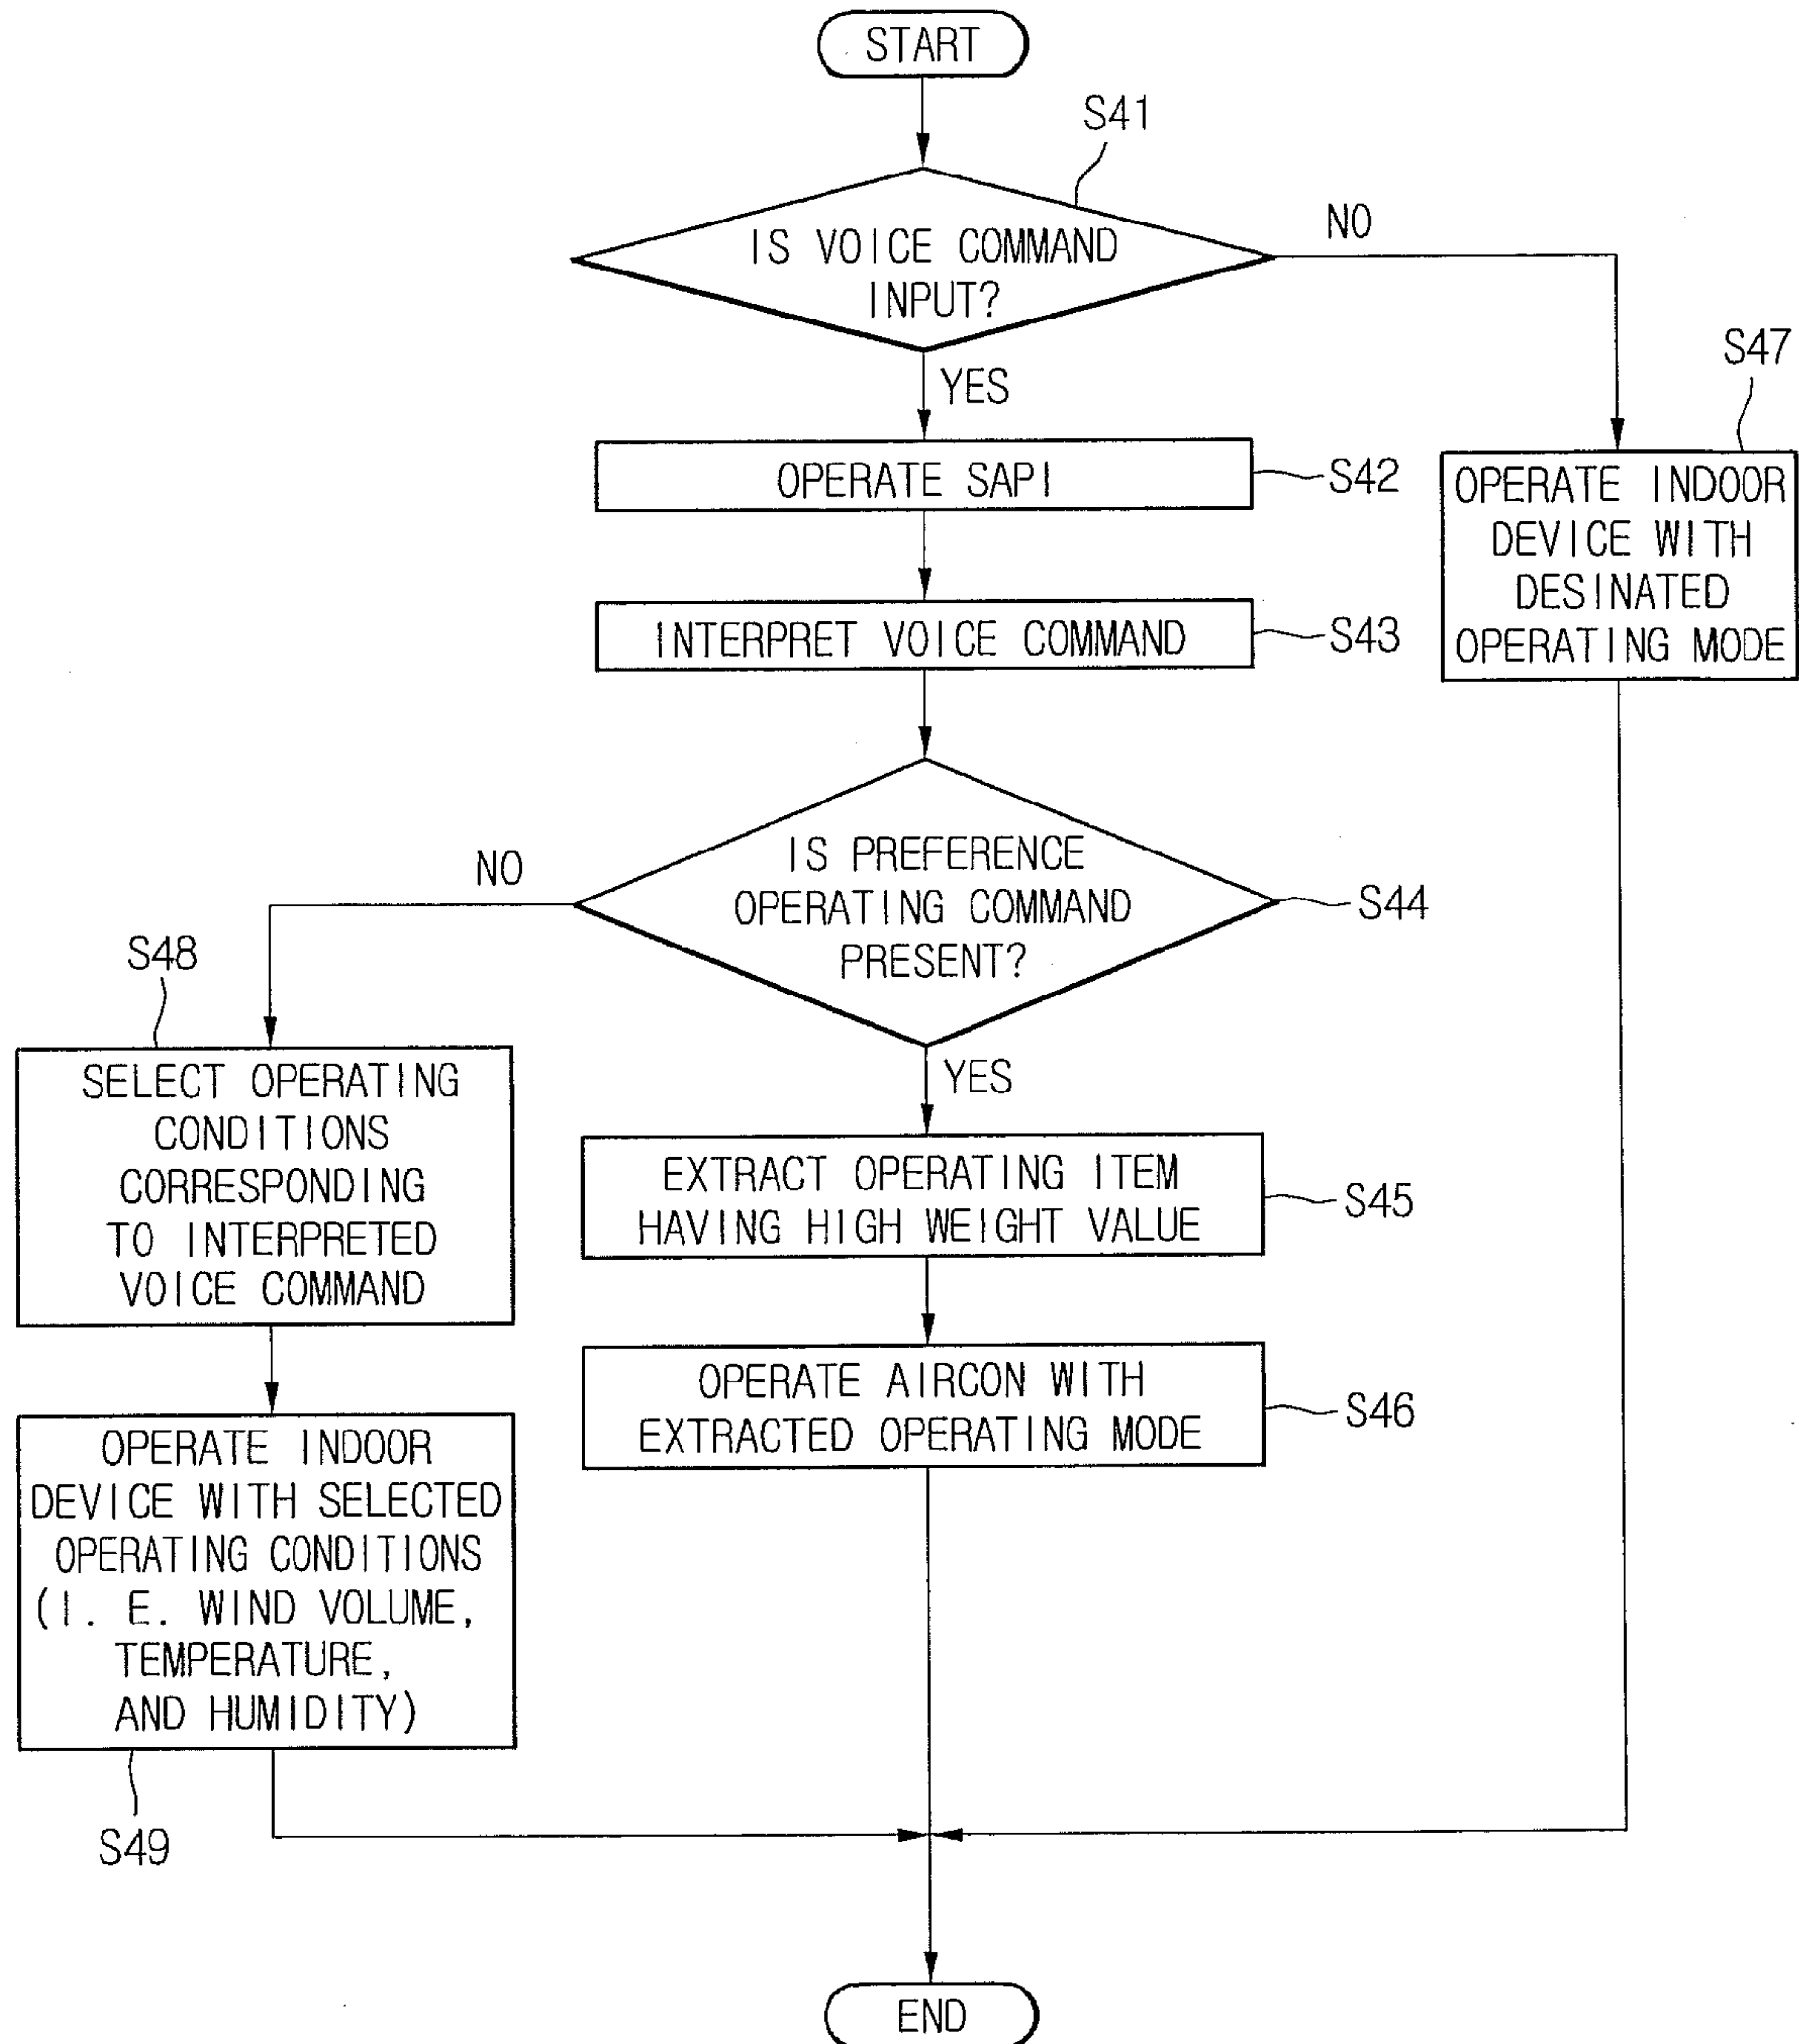 START
S41
IS VOICE COMMAND
INPUT?
NO
YES
S47
OPERATE SAPI
S42
OPERATE INDOOR
DEVICE WITH
DESINATED
OPERATING MODE
INTERPRET VOICE COMMAND
S43
IS PREFERENCE
OPERATING COMMAND
PRESENT?
S44
NO
YES
S48
SELECT OPERATING
CONDITIONS
CORRESPONDING
TO INTERPRETED
VOICE COMMAND
EXTRACT OPERATING ITEM
HAVING HIGH WEIGHT VALUE
S45
OPERATE AIRCON WITH
EXTRACTED OPERATING MODE
S46
OPERATE INDOOR
DEVICE WITH SELECTED
OPERATING CONDITIONS
(I. E. WIND VOLUME,
TEMPERATURE,
AND HUMIDITY)
S49
END